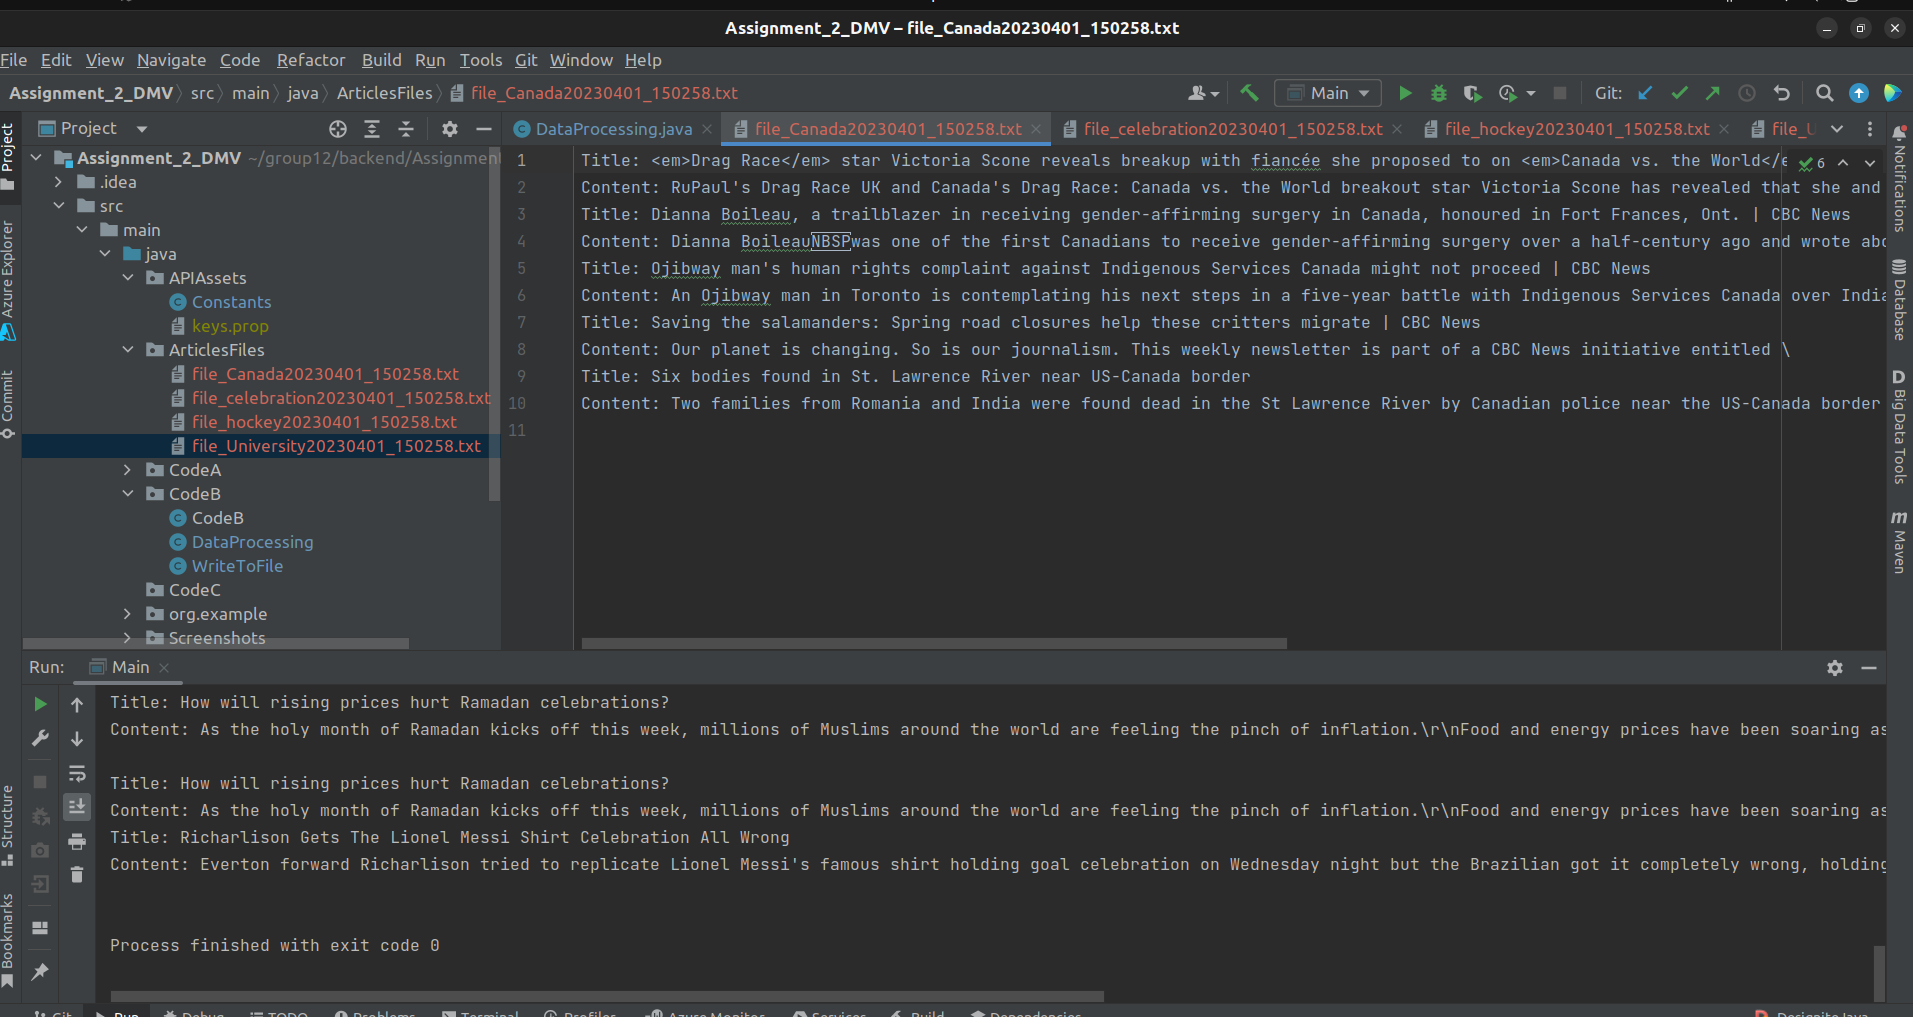 Assignment_2_DMV – file_Canada20230401_150258.txt
File Edit View Navigate Code Refactor Build Run Tools Git Window Help
Assignment_2_DMV src main java ArticlesFiles file_Canada20230401_150258.txt Main Git:
Project
DataProcessing.java file_Canada20230401_150258.txt file_celebration20230401_150258.txt file_hockey20230401_150258.txt file_U
Assignment_2_DMV ~/group12/backend/Assignment
.idea
src
main
java
APIAssets
Constants
keys.prop
ArticlesFiles
file_Canada20230401_150258.txt
file_celebration20230401_150258.txt
file_hockey20230401_150258.txt
file_University20230401_150258.txt
CodeA
CodeB
CodeB
DataProcessing
WriteToFile
CodeC
org.example
Screenshots
1 Title: <em>Drag Race</em> star Victoria Scone reveals breakup with fiancée she proposed to on <em>Canada vs. the World</e
6
2 Content: RuPaul's Drag Race UK and Canada's Drag Race: Canada vs. the World breakout star Victoria Scone has revealed that she and
3 Title: Dianna Boileau, a trailblazer in receiving gender-affirming surgery in Canada, honoured in Fort Frances, Ont. | CBC News
4 Content: Dianna BoileauNBSPwas one of the first Canadians to receive gender-affirming surgery over a half-century ago and wrote abo
5 Title: Ojibway man's human rights complaint against Indigenous Services Canada might not proceed | CBC News
6 Content: An Ojibway man in Toronto is contemplating his next steps in a five-year battle with Indigenous Services Canada over India
7 Title: Saving the salamanders: Spring road closures help these critters migrate | CBC News
8 Content: Our planet is changing. So is our journalism. This weekly newsletter is part of a CBC News initiative entitled \
9 Title: Six bodies found in St. Lawrence River near US-Canada border
10 Content: Two families from Romania and India were found dead in the St Lawrence River by Canadian police near the US-Canada border
11
Project
Azure Explorer
Commit
Structure
Bookmarks
Notifications
Database
D Big Data Tools
m Maven
Run: Main
Title: How will rising prices hurt Ramadan celebrations?
Content: As the holy month of Ramadan kicks off this week, millions of Muslims around the world are feeling the pinch of inflation.\r\nFood and energy prices have been soaring as
Title: How will rising prices hurt Ramadan celebrations?
Content: As the holy month of Ramadan kicks off this week, millions of Muslims around the world are feeling the pinch of inflation.\r\nFood and energy prices have been soaring as
Title: Richarlison Gets The Lionel Messi Shirt Celebration All Wrong
Content: Everton forward Richarlison tried to replicate Lionel Messi's famous shirt holding goal celebration on Wednesday night but the Brazilian got it completely wrong, holding
Process finished with exit code 0
Git Run Debug TODO Problems Terminal Profiler Azure Monitor Services Build Dependencies Designite Java